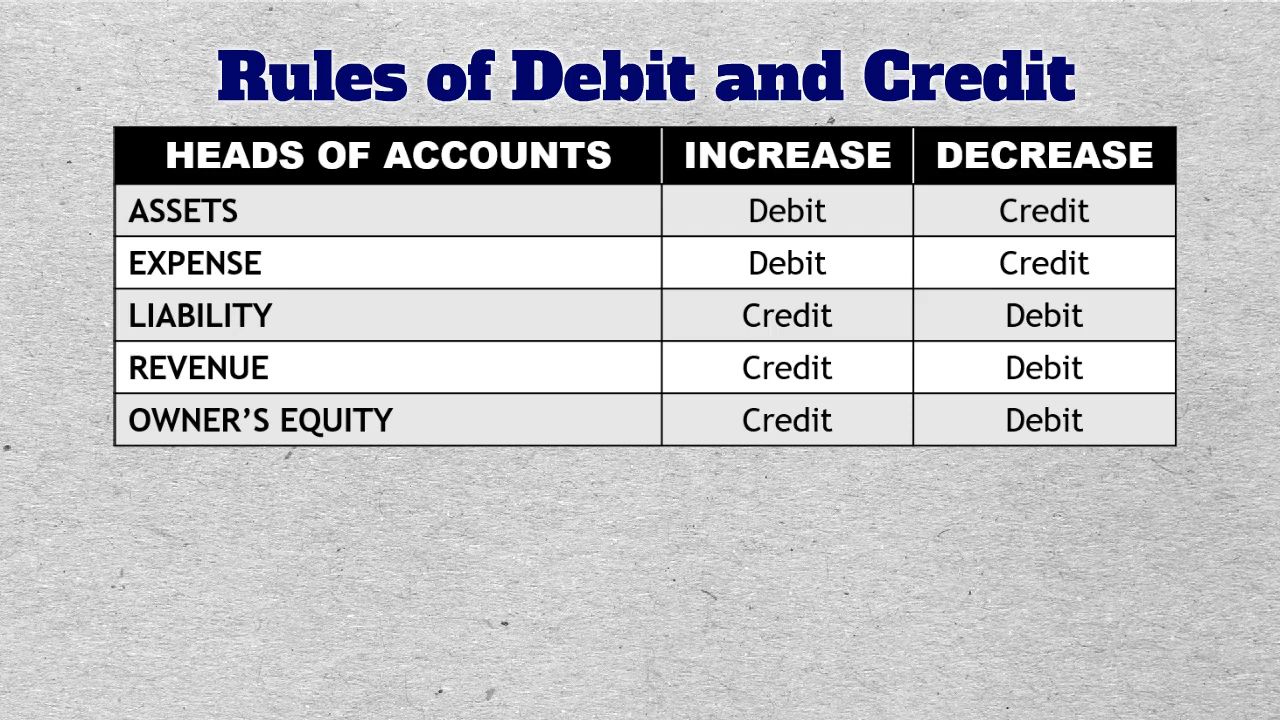 Rules of Debit and Credit
HEADS OF ACCOUNTS INCREASE DECREASE
ASSETS Debit Credit
EXPENSE Debit Credit
LIABILITY Credit Debit
REVENUE Credit Debit
OWNER’S EQUITY Credit Debit